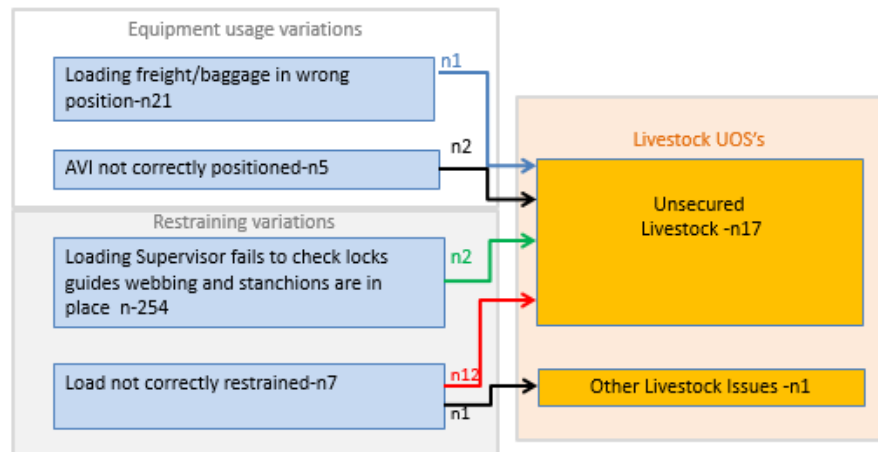 Equipment usage variations
Loading freight/baggage in wrong
position-n21
n1
AVI not correctly positioned-n5
n2
Restraining variations
Loading Supervisor fails to check locks
guides webbing and stanchions are in
place n-254
n2
Load not correctly restrained-n7
n12
n1
Livestock UOS's
Unsecured
Livestock -n17
Other Livestock Issues -n1